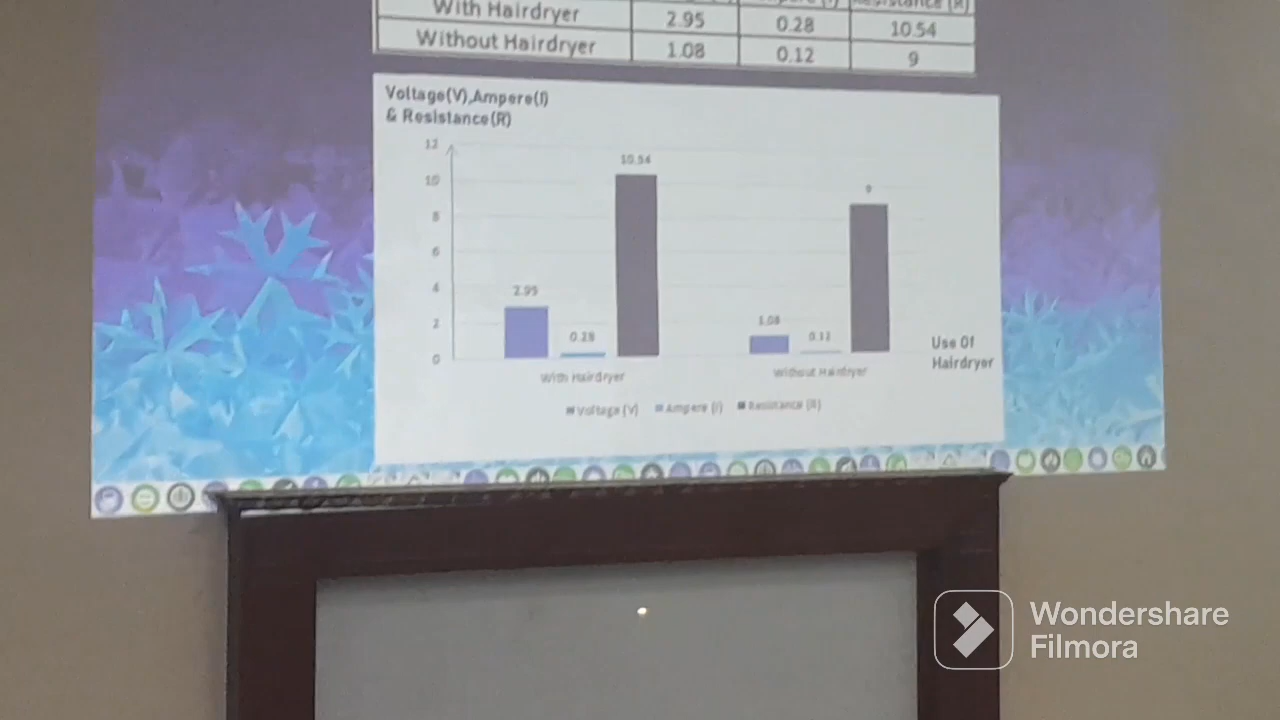 With Hairdryer 2.95 0.28 10.54
Without Hairdryer 1.08 0.12 9
Voltage(V),Ampere(I)
& Resistance(R)
12
10
8
6
4
2
0
2.95
0.28
10.54
1.08
0.12
9
With Hairdryer
Without Hairdryer
Use Of
Hairdryer
Voltage (V) Ampere (I) Resistance (R)
Wondershare
Filmora